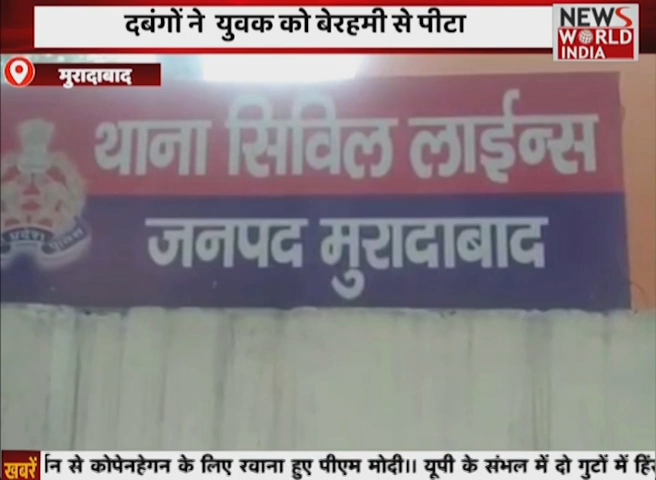 दबंगों ने युवक को बेरहमी से पीटा
NEWS
WORLD
INDIA
मुरादाबाद
थाना सिविल लाईन्स
जनपद मुरादाबाद
खबरें
से कोपेनहेगन के लिए रवाना हुए पीएम मोदी।। यूपी के संभल में दो गुटों में